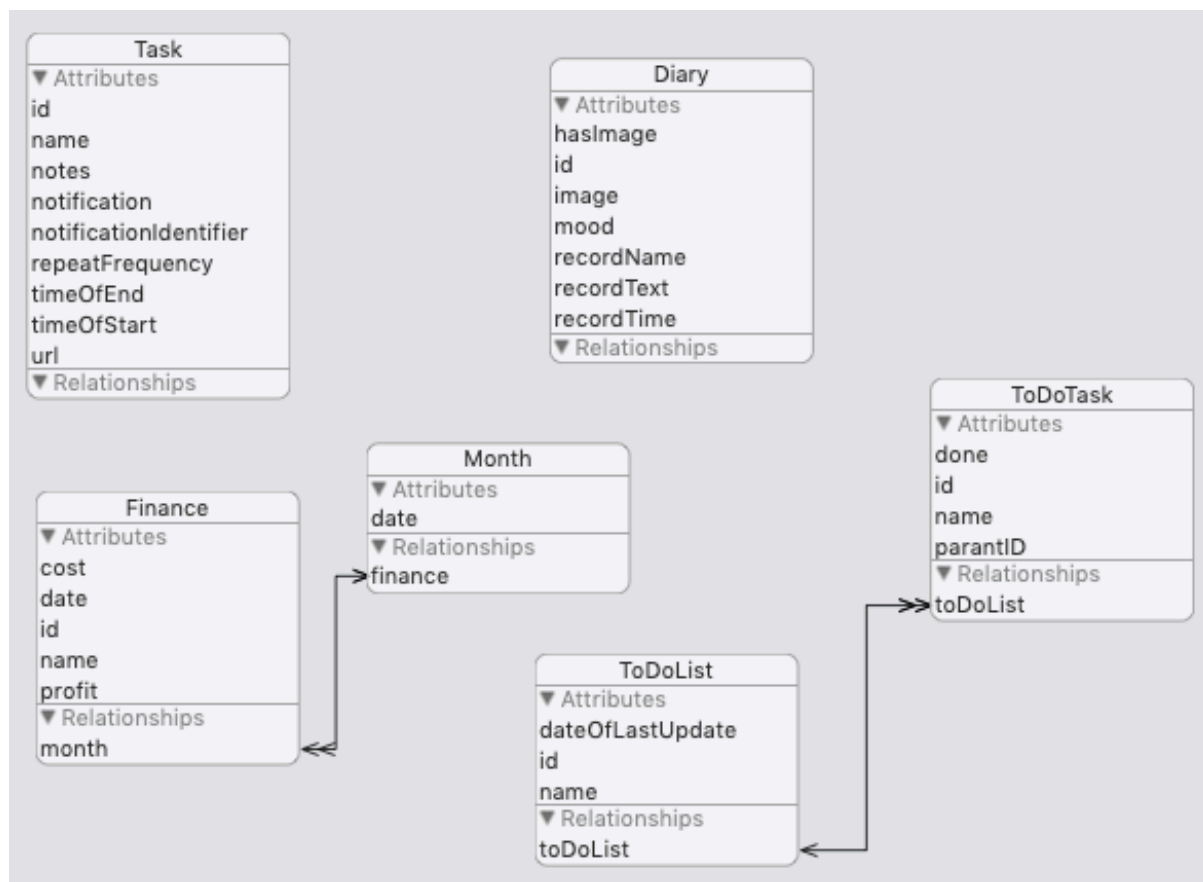 Task
Attributes
id
name
notes
notification
notificationIdentifier
repeatFrequency
timeOfEnd
timeOfStart
url
Relationships
Diary
Attributes
hasImage
id
image
mood
recordName
recordText
recordTime
Relationships
ToDoTask
Attributes
done
id
name
parantID
Relationships
toDoList
Month
Attributes
date
Relationships
finance
Finance
Attributes
cost
date
id
name
profit
Relationships
month
ToDoList
Attributes
dateOfLastUpdate
id
name
Relationships
toDoList